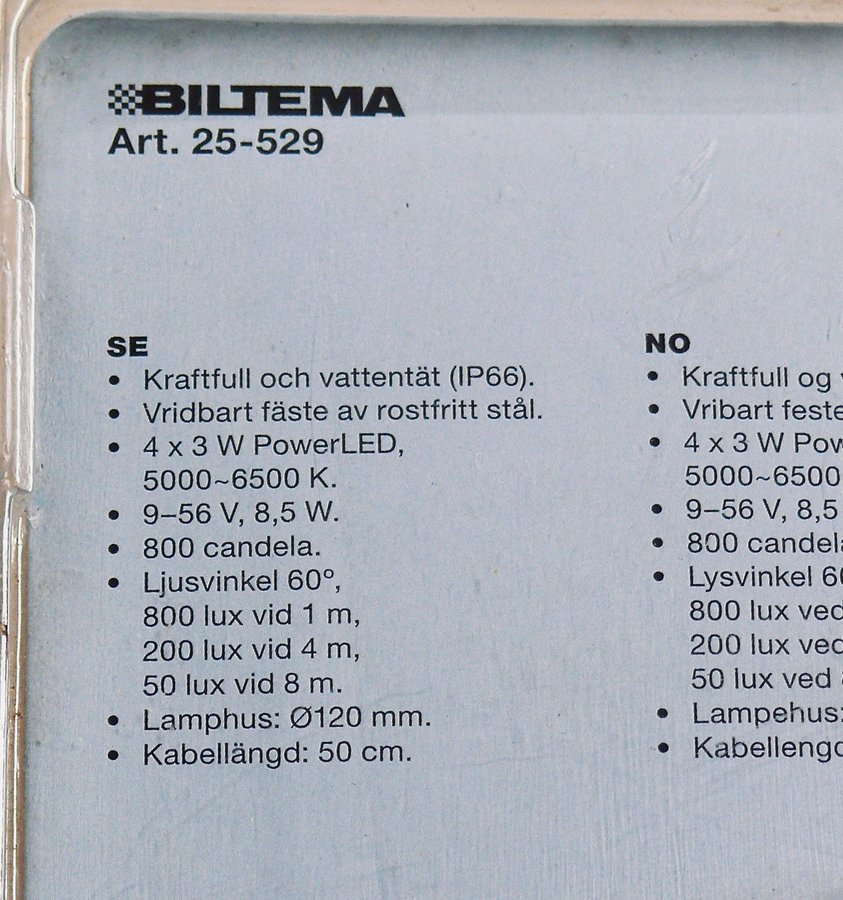 BILTEMA
Art. 25-529
SE
• Kraftfull och vattentät (IP66).
• Vridbart fäste av rostfritt stål.
• 4 x 3 W PowerLED,
5000~6500 K.
• 9–56 V, 8,5 W.
• 800 candela.
• Ljusvinkel 60º,
800 lux vid 1 m,
200 lux vid 4 m,
50 lux vid 8 m.
• Lamphus: Ø120 mm.
• Kabellängd: 50 cm.
NO
• Kraftfull og
• Vribart feste
• 4 x 3 W
5000~6500
• 9–56 V, 8,5
• 800
• Lysvinkel
800 lux ved
200 lux ved
50 lux ved
• Lampehus:
• Kabellengd